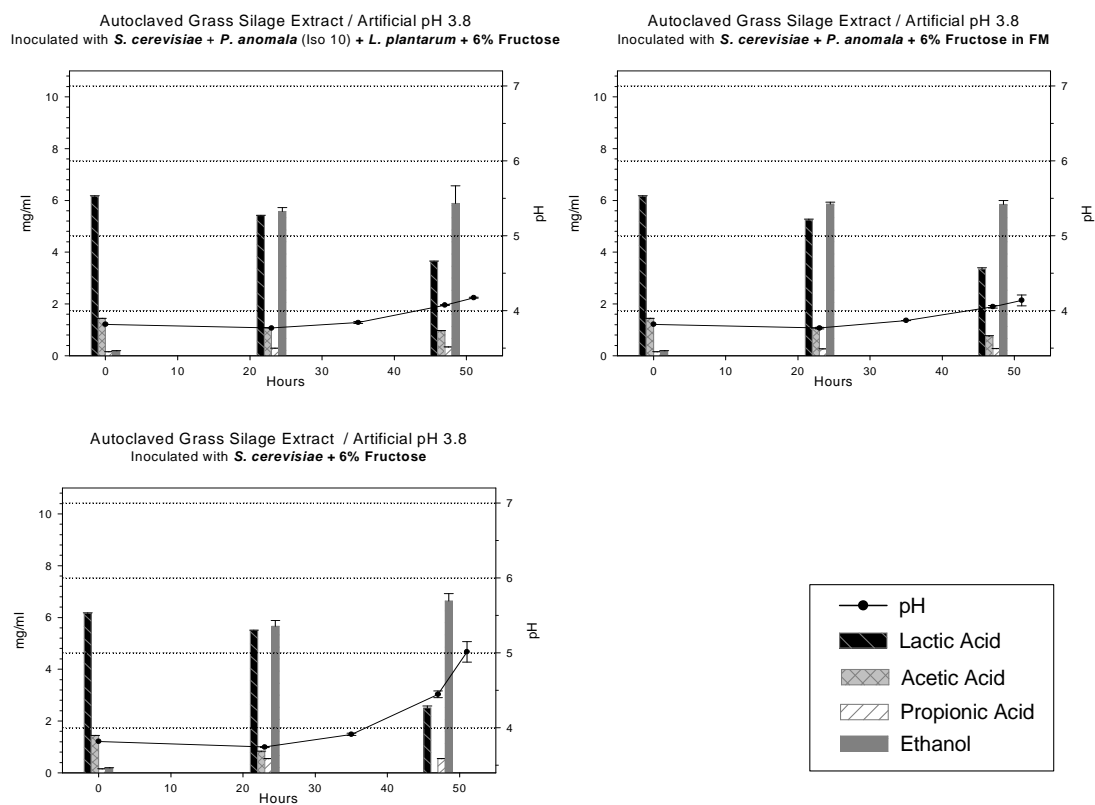 Autoclaved Grass Silage Extract / Artificial pH 3.8
Inoculated with S. cerevisiae + P. anomala (Iso 10) + L. plantarum + 6% Fructose
mg/ml
10
8
6
4
2
0
7
6
5
4
pH
0 10 20 30 40 50
Hours
Autoclaved Grass Silage Extract / Artificial pH 3.8
Inoculated with S. cerevisiae + P. anomala + 6% Fructose in FM
mg/ml
10
8
6
4
2
0
7
6
5
4
pH
0 10 20 30 40 50
Hours
Autoclaved Grass Silage Extract / Artificial pH 3.8
Inoculated with S. cerevisiae + 6% Fructose
mg/ml
10
8
6
4
2
0
7
6
5
4
pH
0 10 20 30 40 50
Hours
pH
Lactic Acid
Acetic Acid
Propionic Acid
Ethanol